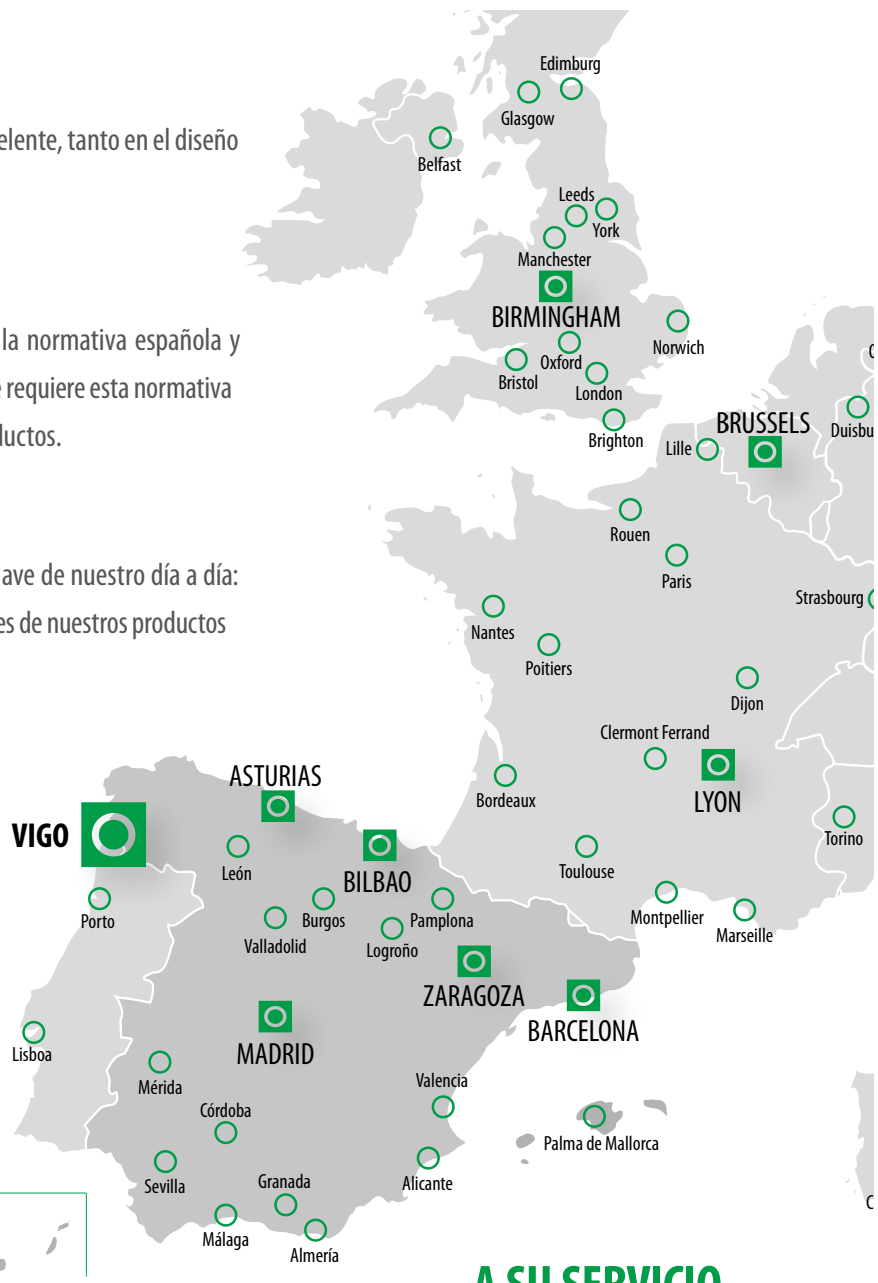 elente, tanto en el diseño
la normativa española y
e requiere esta normativa
ductos.
ave de nuestro día a día:
es de nuestros productos
Edimburg
Glasgow
Belfast
Leeds
York
Manchester
BIRMINGHAM
Norwich
Oxford
Bristol
London
Brighton
BRUSSELS
Duisbu
Lille
Rouen
Paris
Strasbourg
Nantes
Poitiers
Dijon
Clermont Ferrand
LYON
Bordeaux
Torino
Toulouse
Montpellier
Marseille
ASTURIAS
VIGO
León
BILBAO
Porto
Burgos
Pamplona
Valladolid
Logroño
ZARAGOZA
BARCELONA
MADRID
Lisboa
Mérida
Valencia
Córdoba
Palma de Mallorca
Sevilla
Granada
Alicante
Málaga
Almería
A SU SERVICIO